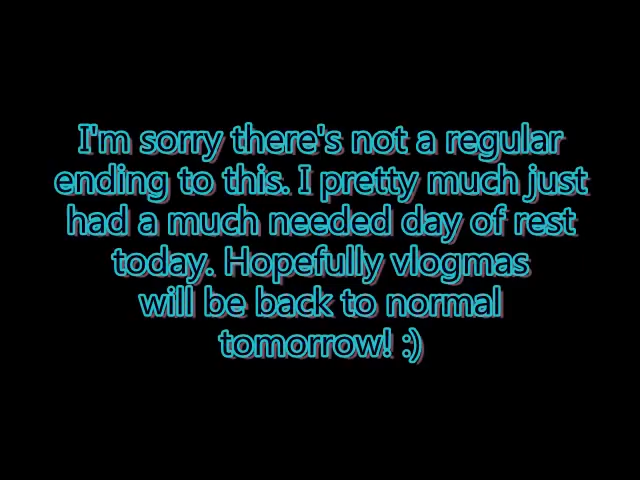 I'm sorry there's not a regular
ending to this. I pretty much just
had a much needed day of rest
today. Hopefully vlogmas
will be back to normal
tomorrow! :)